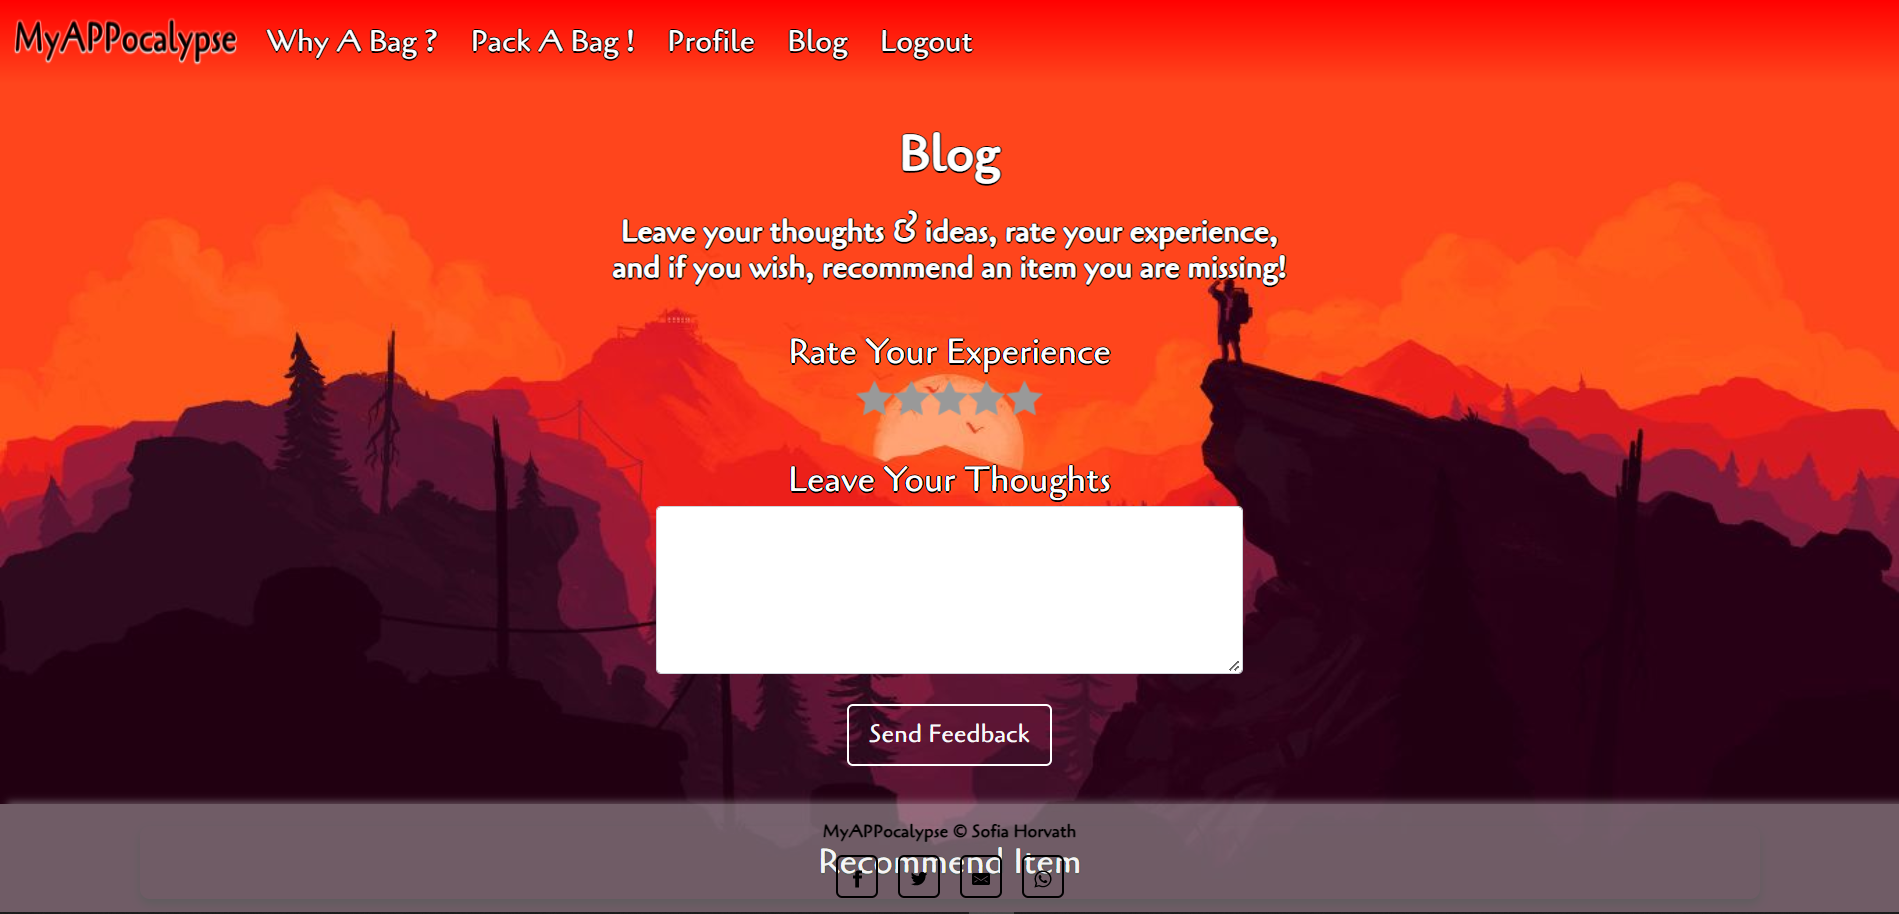 MyAPPocalypse Why A Bag ? Pack A Bag ! Profile Blog Logout
Blog
Leave your thoughts & ideas, rate your experience,
and if you wish, recommend an item you are missing!
Rate Your Experience
Leave Your Thoughts
Send Feedback
MyAPPocalypse © Sofia Horvath
Recommend Item